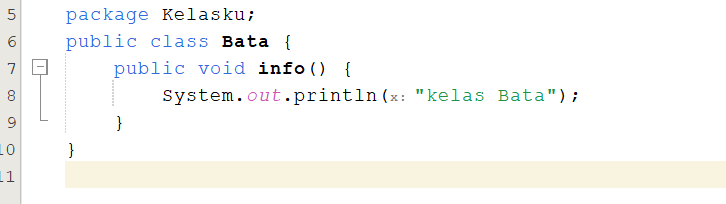 5 package Kelasku;
6 public class Bata {
7 public void info() {
8 System.out.println(x: "kelas Bata");
9 }
10 }
11